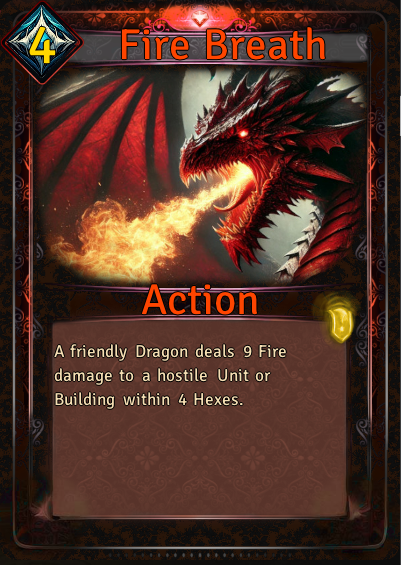 4
Fire Breath
Action
A friendly Dragon deals 9 Fire
damage to a hostile Unit or
Building within 4 Hexes.